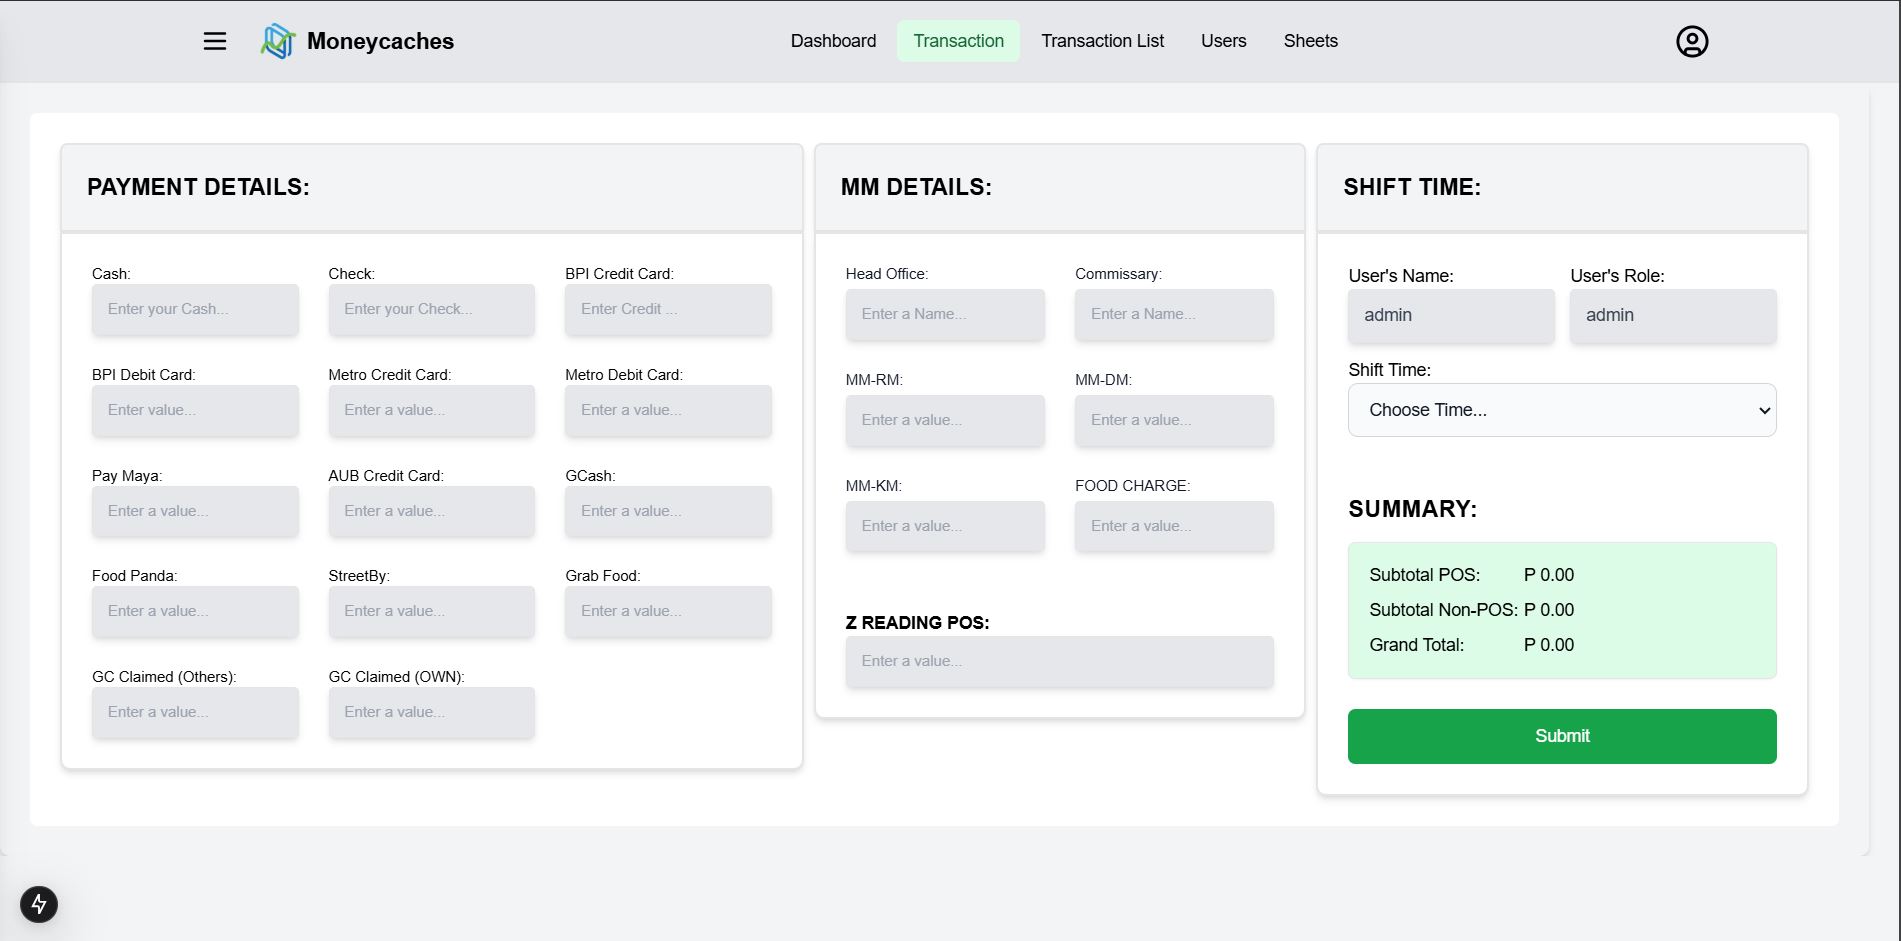 Moneycaches
Dashboard
Transaction
Transaction List
Users
Sheets
PAYMENT DETAILS:
Cash:
Check:
BPI Credit Card:
Enter your Cash...
Enter your Check...
Enter Credit ...
BPI Debit Card:
Metro Credit Card:
Metro Debit Card:
Enter value...
Enter a value...
Enter a value...
Pay Maya:
AUB Credit Card:
GCash:
Enter a value...
Enter a value...
Enter a value...
Food Panda:
StreetBy:
Grab Food:
Enter a value...
Enter a value...
Enter a value...
GC Claimed (Others):
GC Claimed (OWN):
Enter a value...
Enter a value...
MM DETAILS:
Head Office:
Commissary:
Enter a Name...
Enter a Name...
MM-RM:
MM-DM:
Enter a value...
Enter a value...
MM-KM:
FOOD CHARGE:
Enter a value...
Enter a value...
Z READING POS:
Enter a value...
SHIFT TIME:
User's Name:
User's Role:
admin
admin
Shift Time:
Choose Time...
SUMMARY:
Subtotal POS: P 0.00
Subtotal Non-POS: P 0.00
Grand Total: P 0.00
Submit